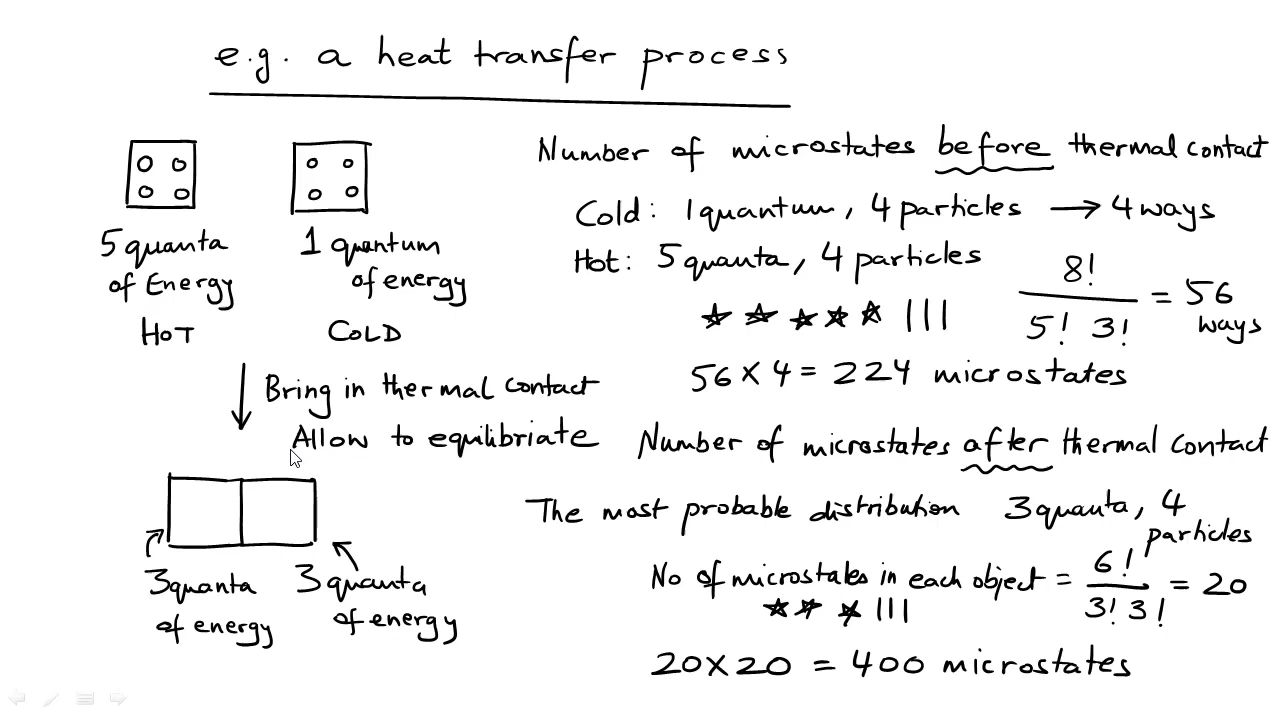 e.g. a heat transfer process
5 quanta of Energy
HOT
1 quantum of energy
COLD
Bring in thermal contact
Allow to equilibriate
3 quanta of energy
3 quanta of energy
Number of microstates before thermal contact
Cold: 1 quantum, 4 particles → 4 ways
Hot: 5 quanta, 4 particles
★ ★ ★ ★ ★ | | |
8! / 5! 3! = 56 ways
56 × 4 = 224 microstates
Number of microstates after thermal contact
The most probable distribution 3 quanta, 4 particles
No of microstates in each object = 6! / 3! 3! = 20
★ ★ ★ | | |
20 × 20 = 400 microstates